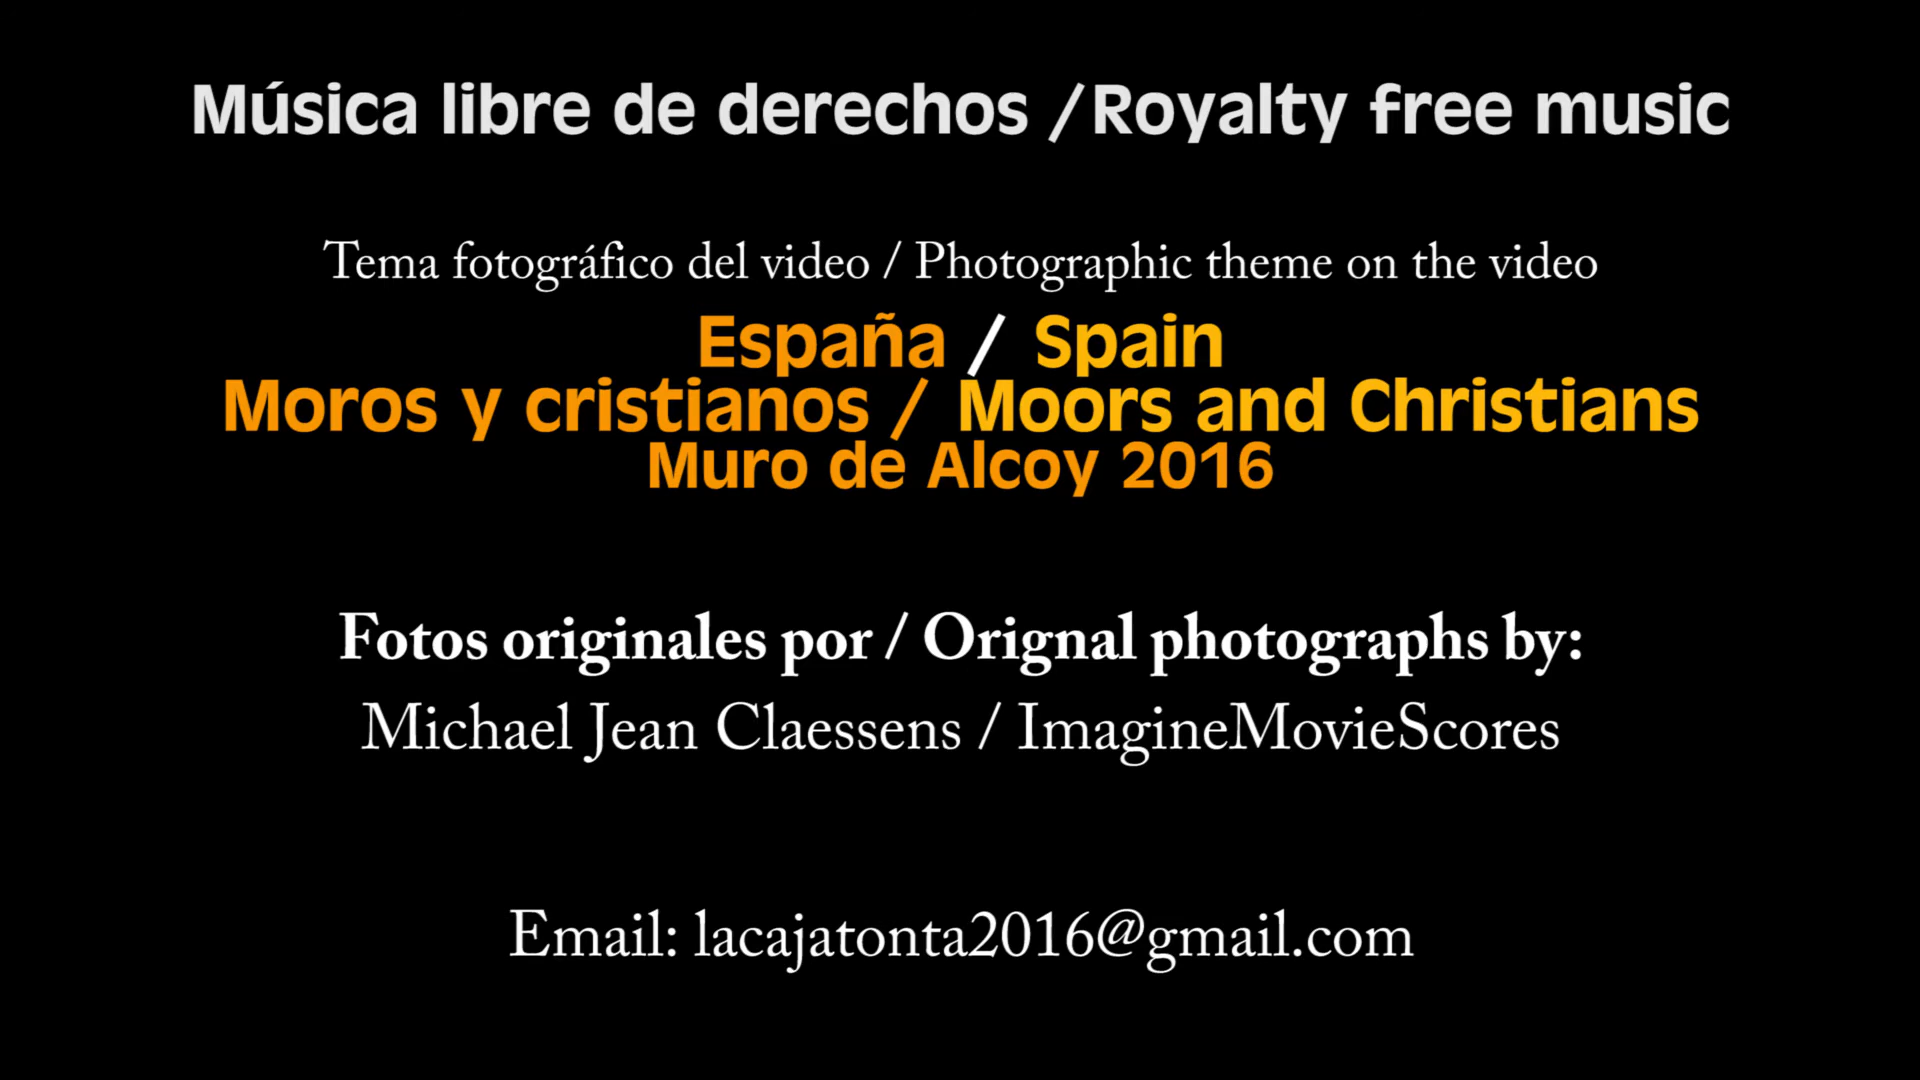 Música libre de derechos /Royalty free music
Tema fotográfico del video / Photographic theme on the video
España / Spain
Moros y cristianos / Moors and Christians
Muro de Alcoy 2016
Fotos originales por / Orignal photographs by:
Michael Jean Claessens / ImagineMovieScores
Email: lacajatonta2016@gmail.com